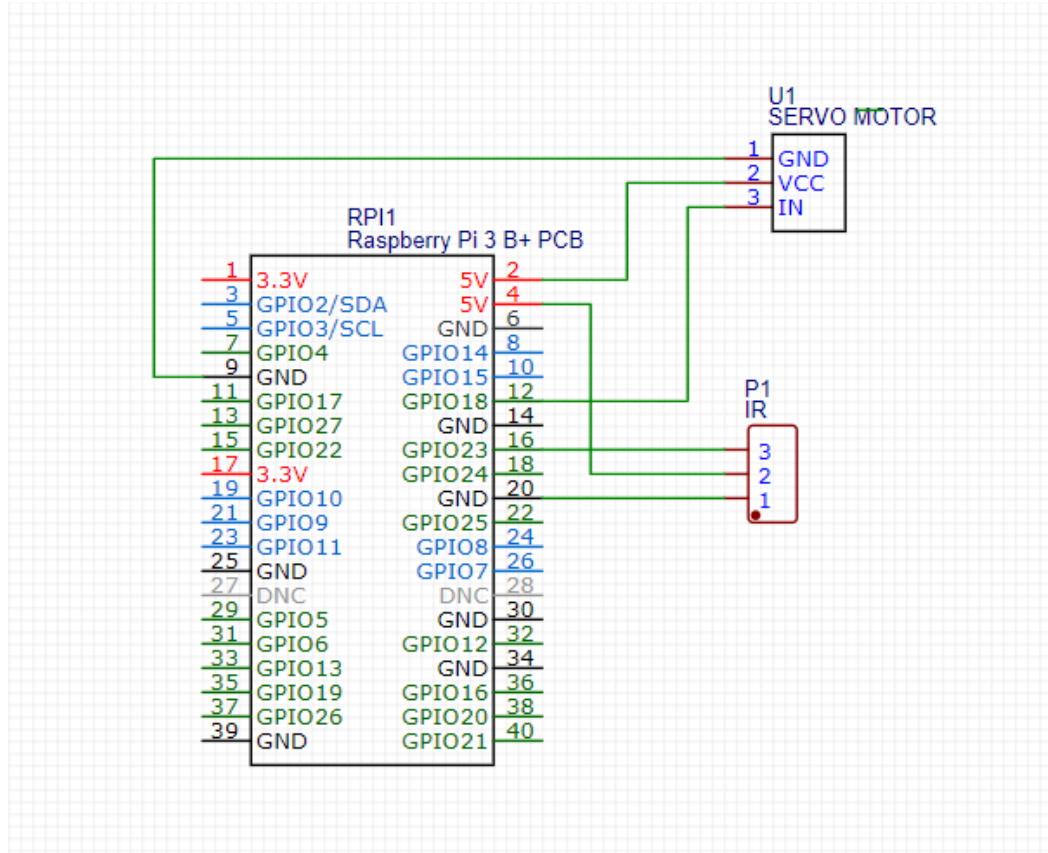 U1
SERVO MOTOR
1 GND
2 VCC
3 IN
RPI1
Raspberry Pi 3 B+ PCB
1 3.3V 5V 2
3 GPIO2/SDA 5V 4
5 GPIO3/SCL GND 6
7 GPIO4 GPIO14 8
9 GND GPIO15 10
11 GPIO17 GPIO18 12
13 GPIO27 GND 14
15 GPIO22 GPIO23 16
17 3.3V GPIO24 18
19 GPIO10 GND 20
21 GPIO9 GPIO25 22
23 GPIO11 GPIO8 24
25 GND GPIO7 26
27 DNC DNC 28
29 GPIO5 GND 30
31 GPIO6 GPIO12 32
33 GPIO13 GND 34
35 GPIO19 GPIO16 36
37 GPIO26 GPIO20 38
39 GND GPIO21 40
P1
IR
3
2
1